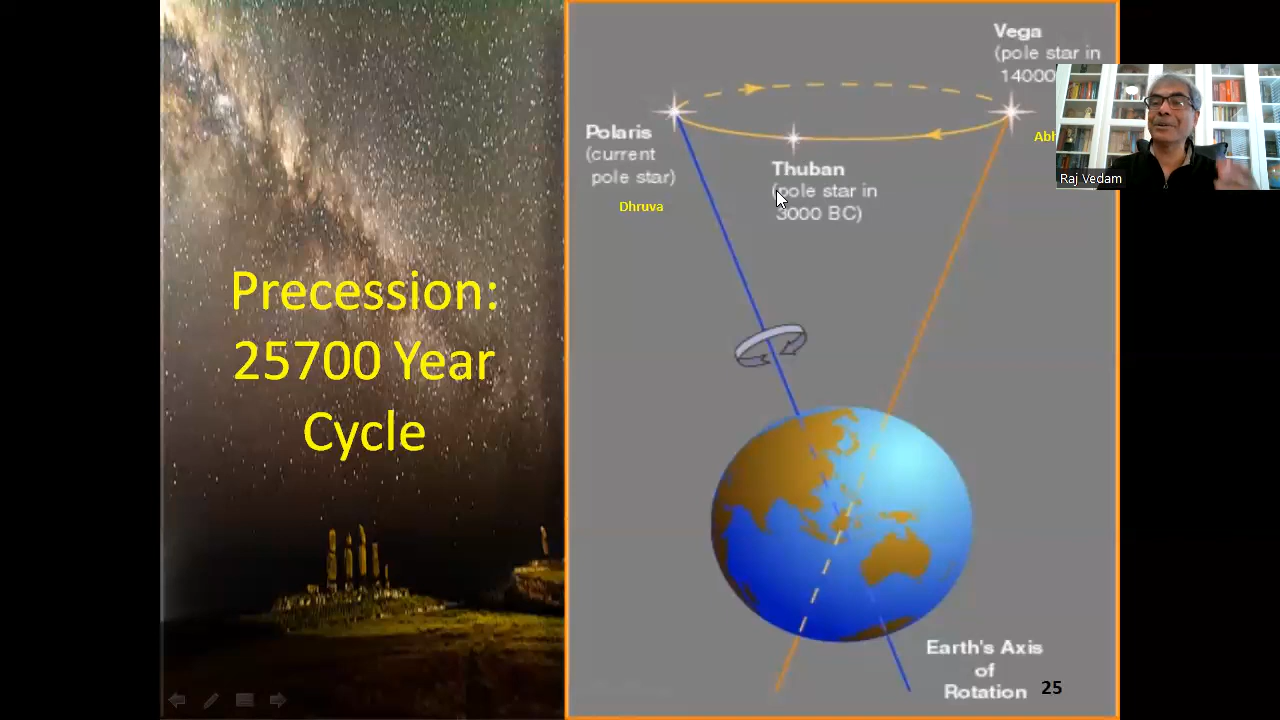 Precession:
25700 Year
Cycle
Vega
(pole star in
14000
Polaris
(current
pole star)
Dhruva
Thuban
(pole star in
3000 BC)
Raj Vedam
Earth's Axis
of
Rotation
25